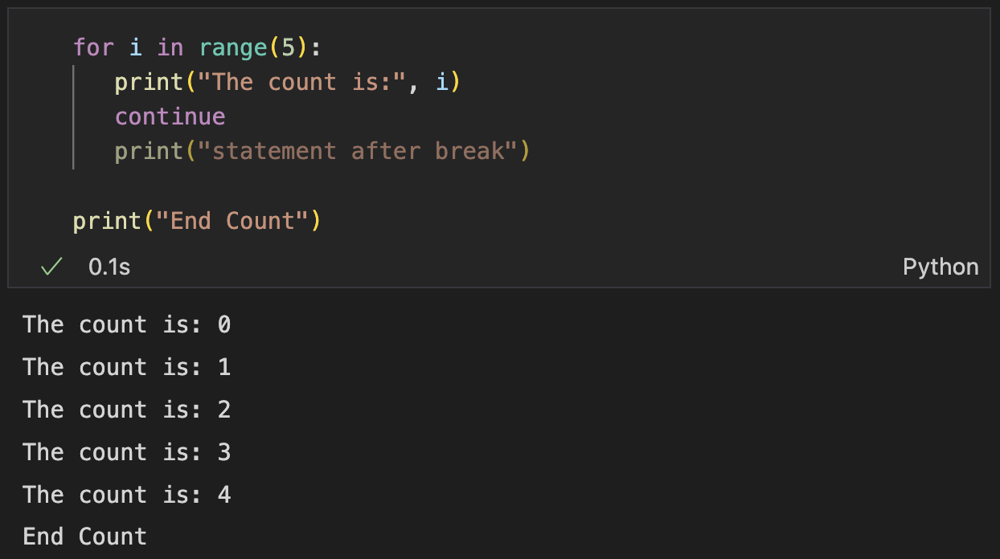 for i in range(5):
print("The count is:", i)
continue
print("statement after break")
print("End Count")
0.1s
Python
The count is: 0
The count is: 1
The count is: 2
The count is: 3
The count is: 4
End Count